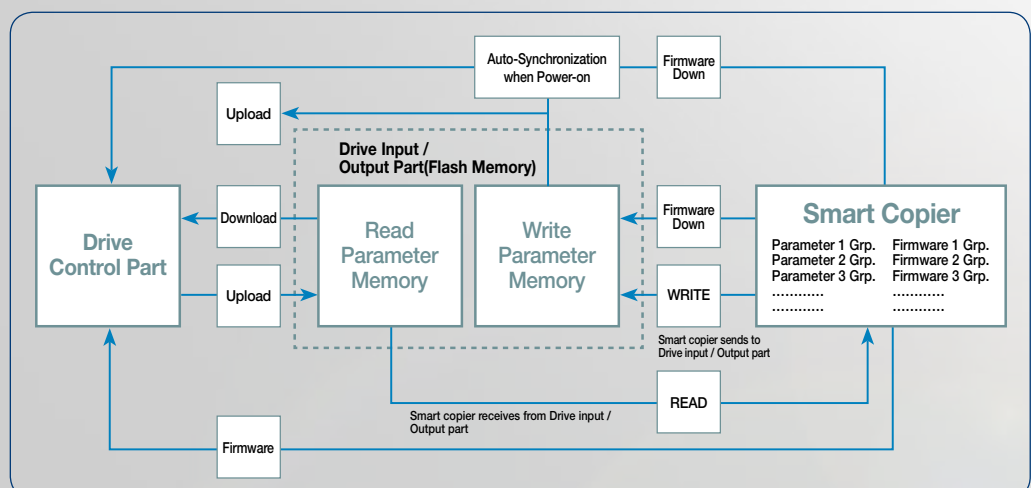 Auto-Synchronization
when Power-on
Firmware
Down
Upload
Drive Input /
Output Part(Flash Memory)
Drive
Control Part
Download
Upload
Read
Parameter
Memory
Write
Parameter
Memory
Firmware
Down
WRITE
Smart copier sends to
Drive input / Output part
Smart Copier
Parameter 1 Grp. Firmware 1 Grp.
Parameter 2 Grp. Firmware 2 Grp.
Parameter 3 Grp. Firmware 3 Grp.
............ ............
............ ............
READ
Smart copier receives from Drive input /
Output part
Firmware